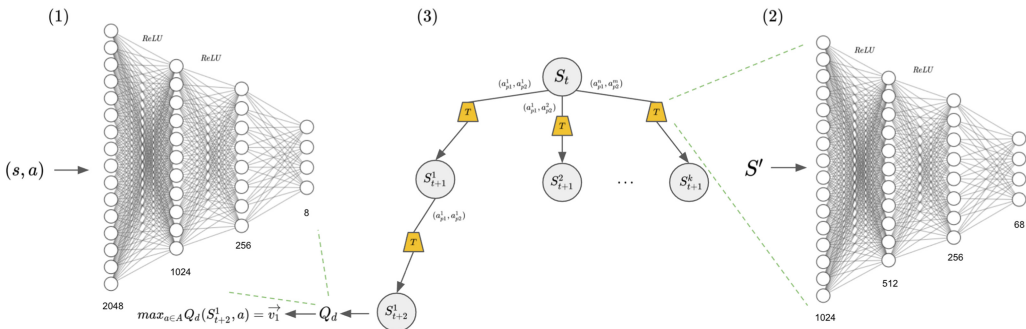 (1)
(3)
(2)
ReLU
ReLU
ReLU
ReLU
S_t
(a^1_{p1}, a^1_{p2})
(a^1_{p1}, a^2_{p2})
(a^n_{p1}, a^m_{p2})
T
T
T
(s, a)
S^1_{t+1}
S^2_{t+1}
...
S^k_{t+1}
S′
8
68
(a^1_{p1}, a^1_{p2})
T
256
256
1024
512
2048
1024
max_{a∈A}Q_d(S^1_{t+2}, a) = \overrightarrow{v_1}
Q_d
S^1_{t+2}